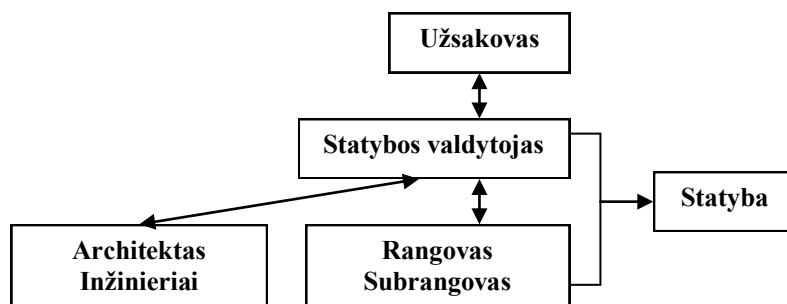 Užsakovas
Statybos valdytojas
Statyba
Architektas
Inžinieriai
Rangovas
Subrangovas